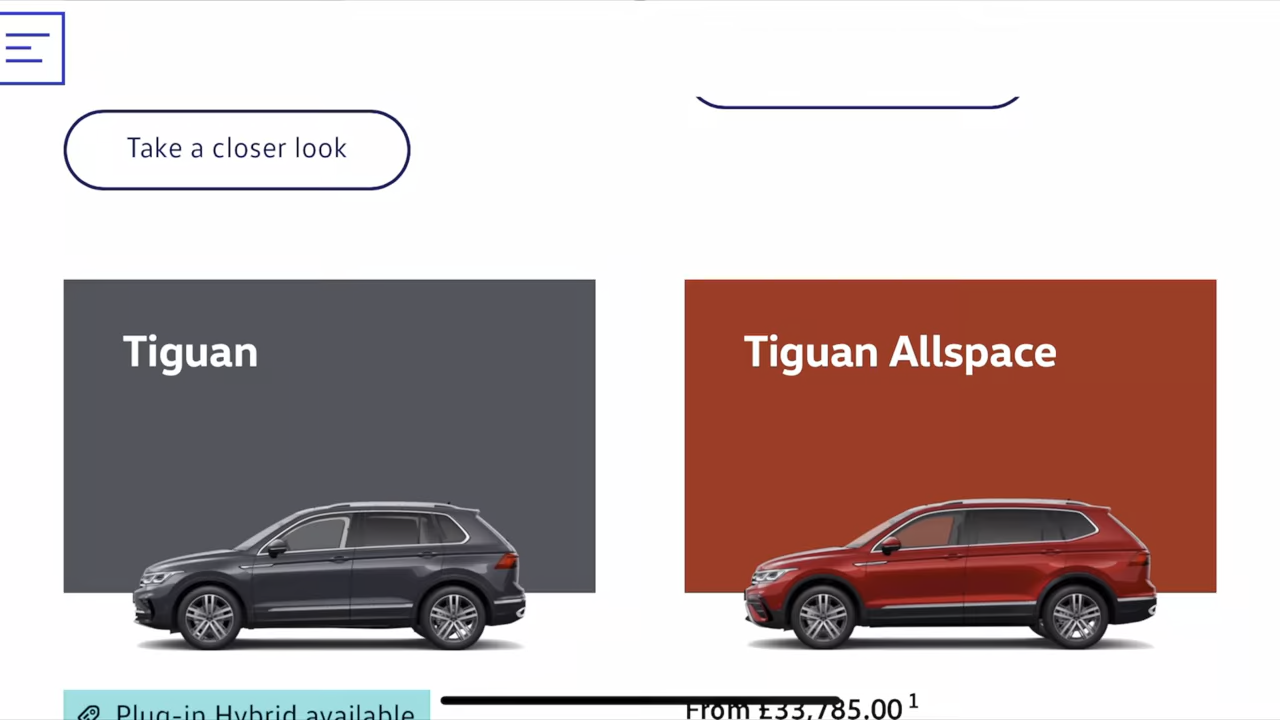 Take a closer look
Tiguan
Tiguan Allspace
Plug-in Hybrid available
From £33,785.00 1